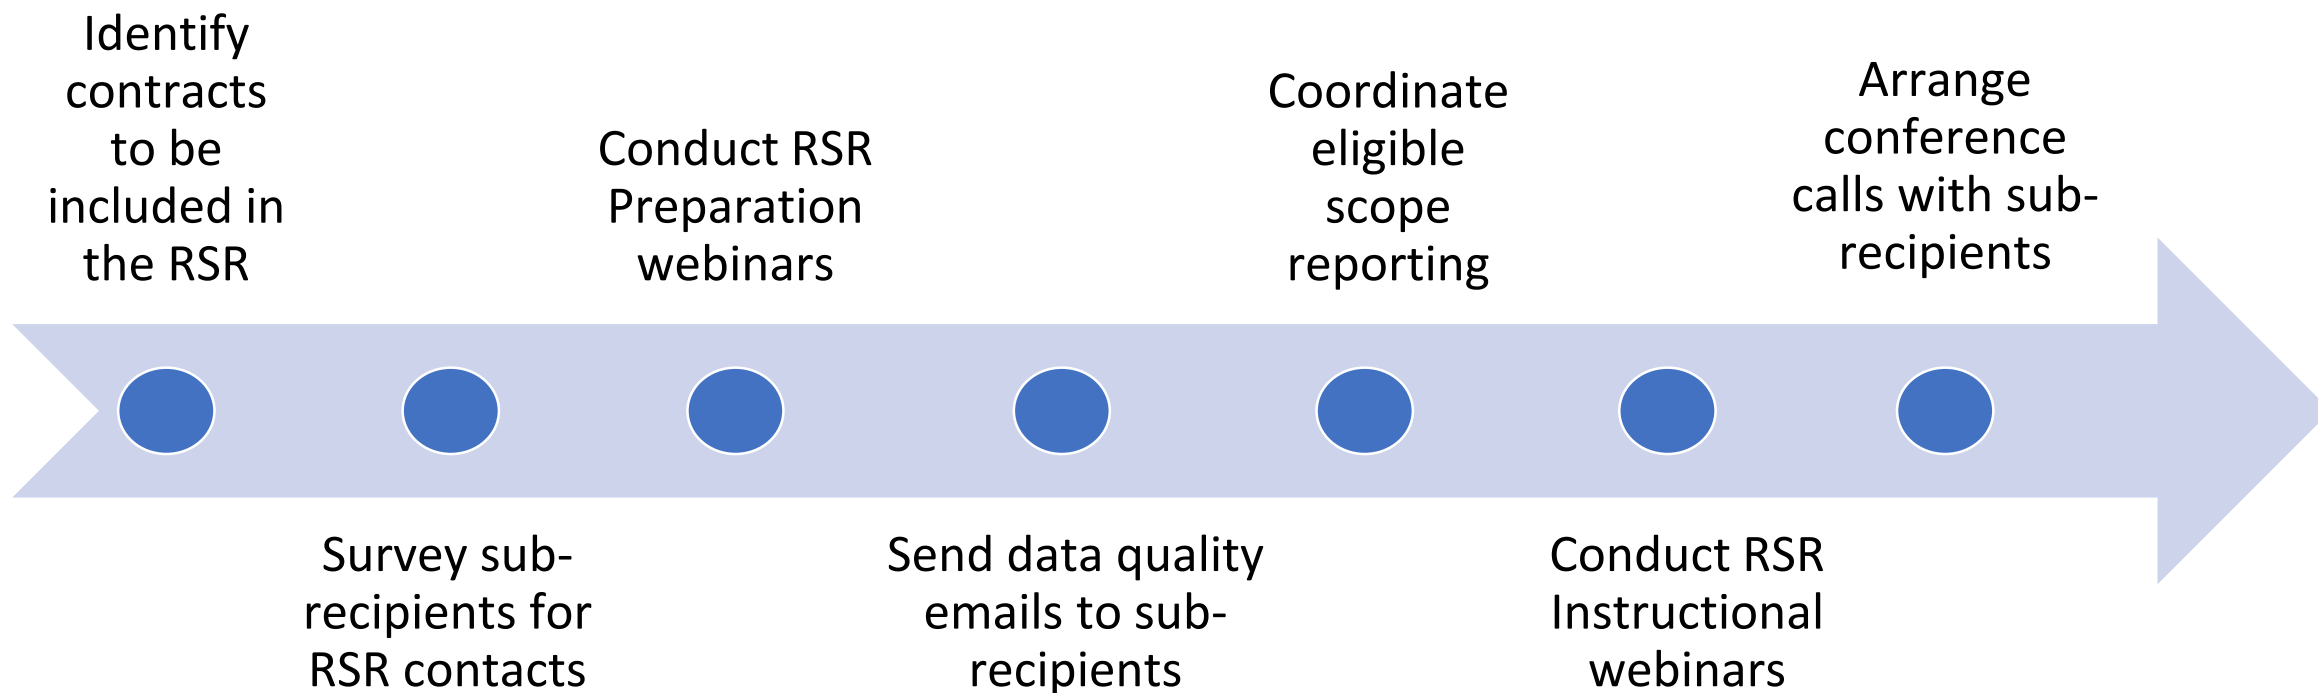 Identify
contracts
to be
included in
the RSR
Survey sub-
recipients for
RSR contacts
Conduct RSR
Preparation
webinars
Send data quality
emails to sub-
recipients
Coordinate
eligible
scope
reporting
Conduct RSR
Instructional
webinars
Arrange
conference
calls with sub-
recipients